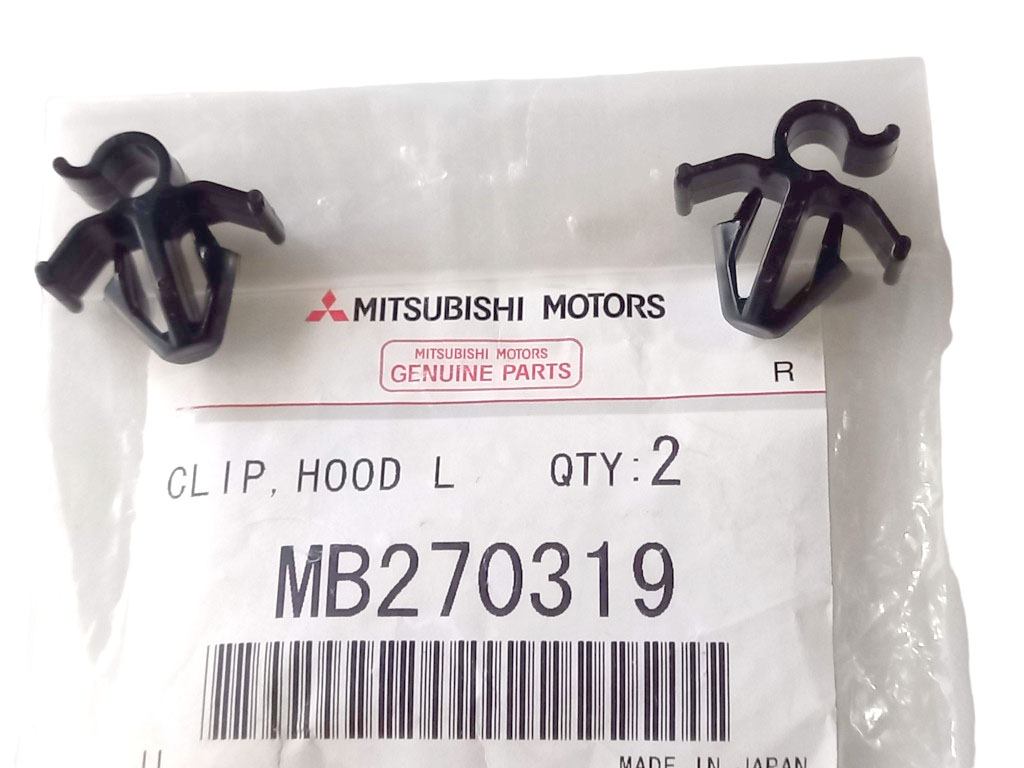 MITSUBISHI MOTORS
MITSUBISHI MOTORS
GENUINE PARTS
R
CLIP, HOOD L QTY:2
MB270319
MADE IN JAPAN